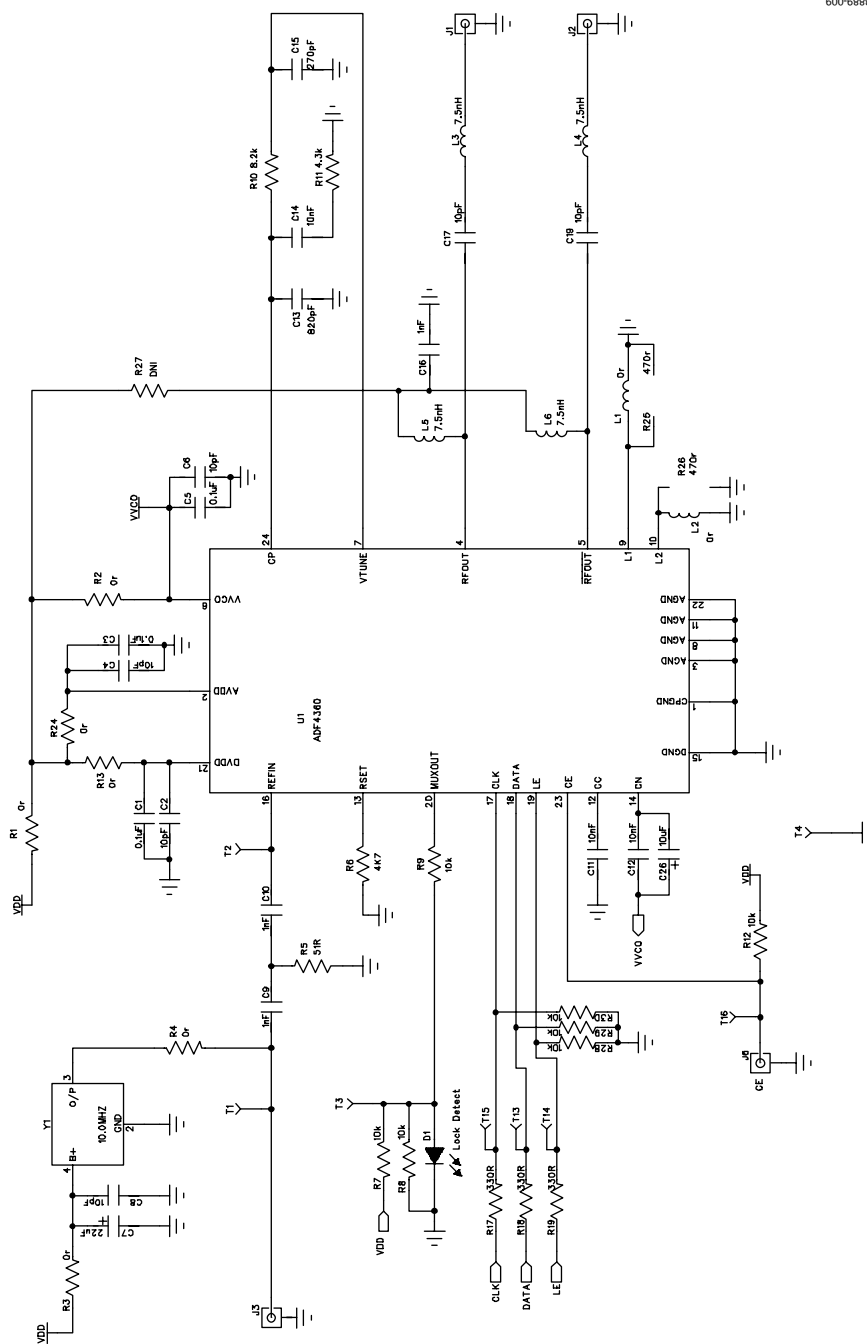 009-6881
J1
J2
C15
270pF
L3
7.5nH
L4
7.5nH
R10 8.2k
R11 4.3k
C14
10nF
C17
10pF
C19
10pF
C13
820pF
1nF
C16
R27
DNI
L5
7.5nH
L6
7.5nH
0r
L1
470r
R25
R26
470r
L2
0r
VVCO
C6
10pF
C5
0.1uF
24
CP
7
VTUNE
4
RFOUT
5
RFOUT
9
L1
10
L2
R2
0r
6
VVCO
C3
0.1uF
C4
10pF
2
AVDD
R24
0r
R13
0r
21
DVDD
U1
ADF4360
AGND
22
AGND
11
AGND
8
AGND
3
CPGND
1
DGND
15
R1
0r
VDD
C1
0.1uF
C2
10pF
16
REFIN
13
RSET
20
MUXOUT
17
CLK
18
DATA
19
LE
23
CE
12
CC
14
CN
T2
C10
1nF
R6
4K7
R9
10k
10nF
C11
10nF
C12
10uF
C26
+
VVCO
T4
R5
51R
C9
1nF
R4
0r
VDD
R12
10k
T16
J5
CE
10k
R30
10k
R29
10k
R28
Y1
10.0MHZ
B+
4
O/P
3
GND
2
T1
T3
10k
R7
10k
R8
D1
Lock Detect
VDD
T15
T13
T14
330R
R17
330R
R18
330R
R19
CLK
DATA
LE
10pF
C8
+
22uF
C7
0r
R3
VDD
J3